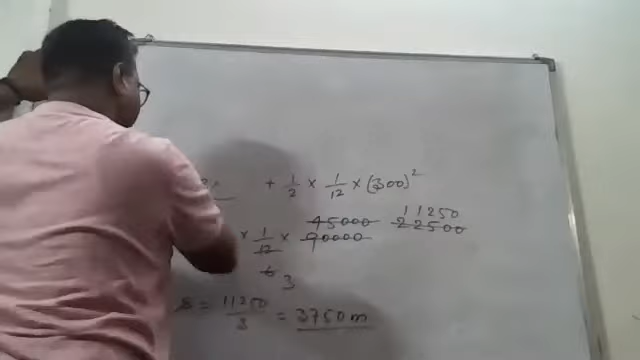 + 1/2 × 1/12 × (300)²
× 1/12 × 90000 45000 22500 11250
6 3
s = 11250/3 = 3750 m